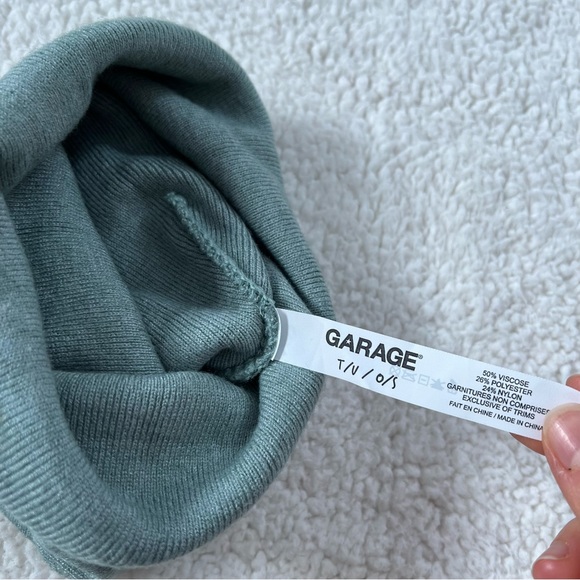 GARAGE®
T/U / O/S
50% VISCOSE
26% POLYESTER
24% NYLON
GARNITURES NON COMPRISES
EXCLUSIVE OF TRIMS
FAIT EN CHINE / MADE IN CHINA